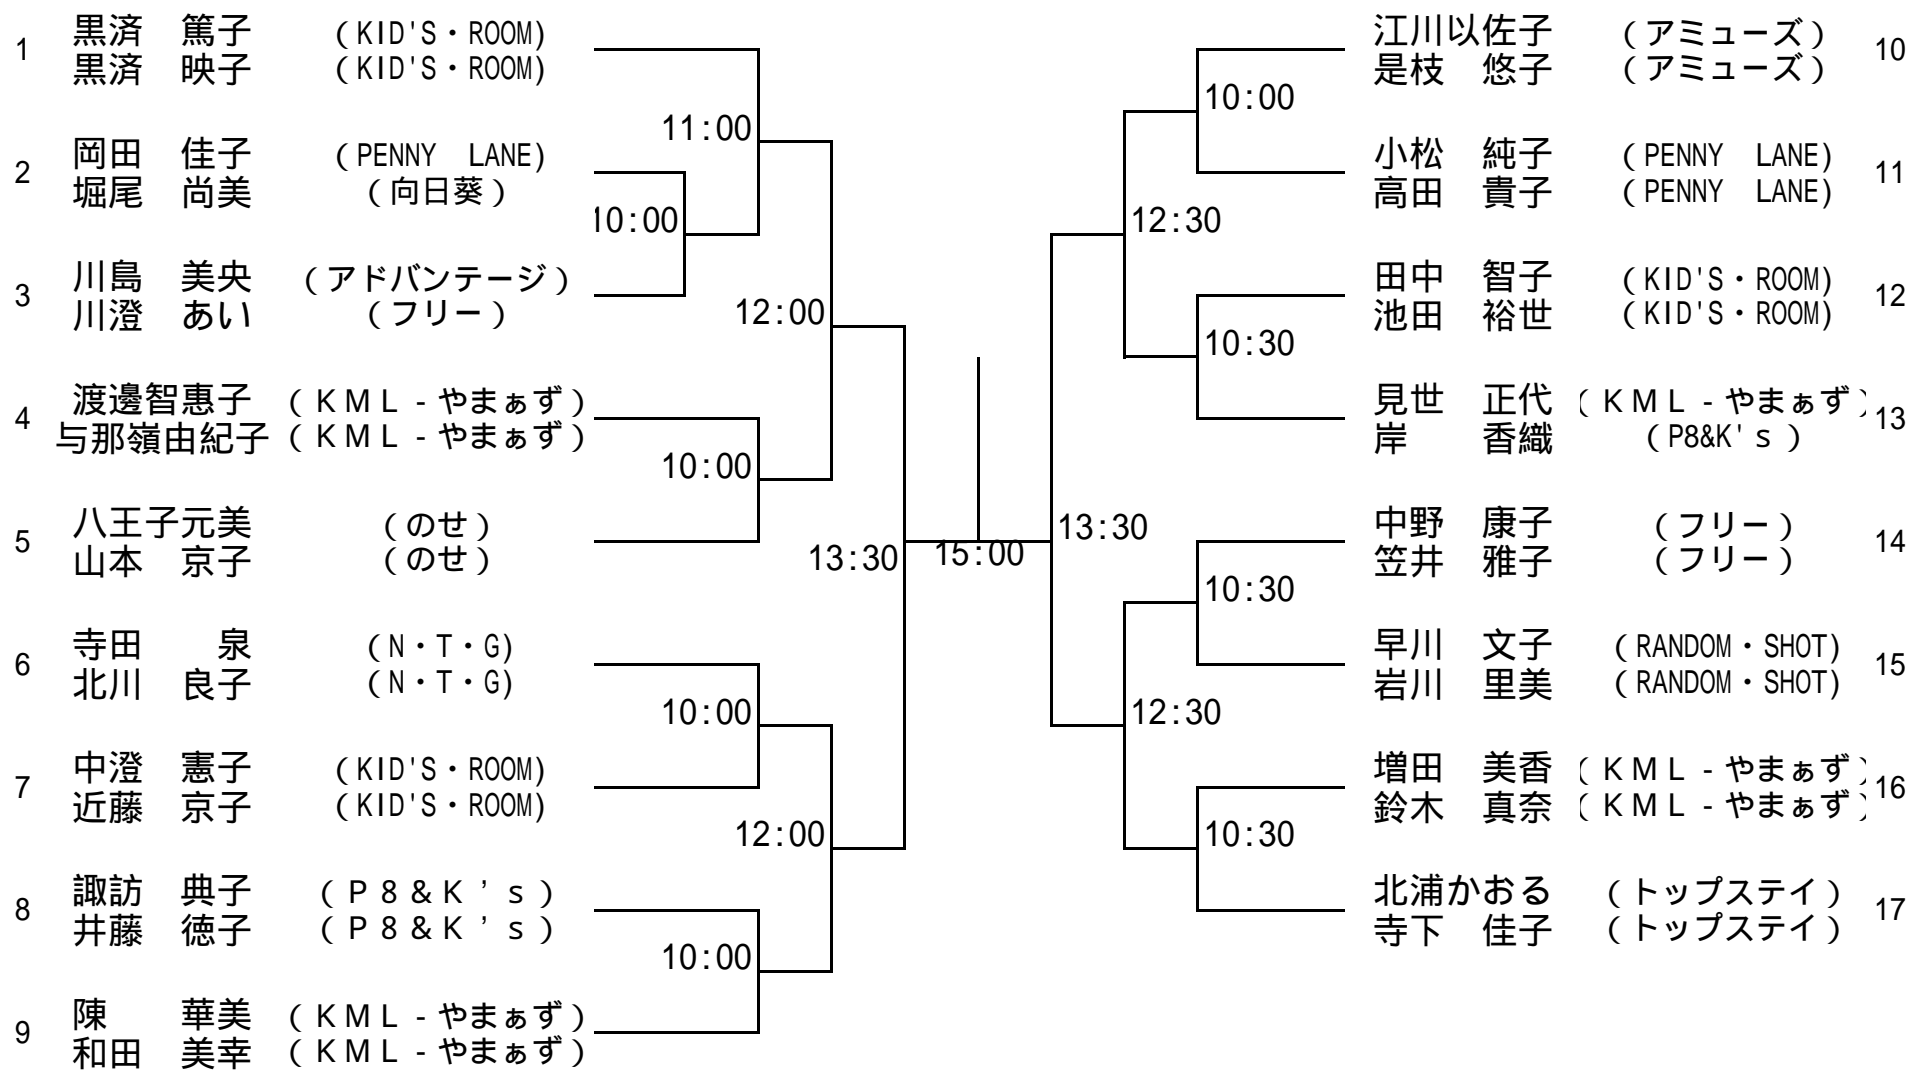 1 黒済　篤子 (KID'S・ROOM)
黒済　映子 (KID'S・ROOM)
11:00
2 岡田　佳子 (PENNY　LANE)
堀尾　尚美 (向日葵)
10:00
3 川島　美央 (アドバンテージ)
川澄　あい (フリー)
12:00
4 渡邊智惠子 (ＫＭＬ-やまぁず)
与那嶺由紀子 (ＫＭＬ-やまぁず)
10:00
5 八王子元美 (のせ)
山本　京子 (のせ)
13:30
15:00
6 寺田　　泉 (N・T・G)
北川　良子 (N・T・G)
10:00
7 中澄　憲子 (KID'S・ROOM)
近藤　京子 (KID'S・ROOM)
12:00
8 諏訪　典子 (Ｐ８＆Ｋ’ｓ)
井藤　徳子 (Ｐ８＆Ｋ’ｓ)
10:00
9 陳　　華美 (ＫＭＬ-やまぁず)
和田　美幸 (ＫＭＬ-やまぁず)
江川以佐子 (アミューズ) 10
是枝　悠子 (アミューズ)
10:00
小松　純子 (PENNY　LANE) 11
高田　貴子 (PENNY　LANE)
12:30
田中　智子 (KID'S・ROOM) 12
池田　裕世 (KID'S・ROOM)
10:30
見世　正代 (ＫＭＬ-やまぁず) 13
岸　　香織 (P8&K'ｓ)
13:30
中野　康子 (フリー) 14
笠井　雅子 (フリー)
10:30
早川　文子 (RANDOM・SHOT) 15
岩川　里美 (RANDOM・SHOT)
12:30
増田　美香 (ＫＭＬ-やまぁず) 16
鈴木　真奈 (ＫＭＬ-やまぁず)
10:30
北浦かおる (トップステイ) 17
寺下　佳子 (トップステイ)